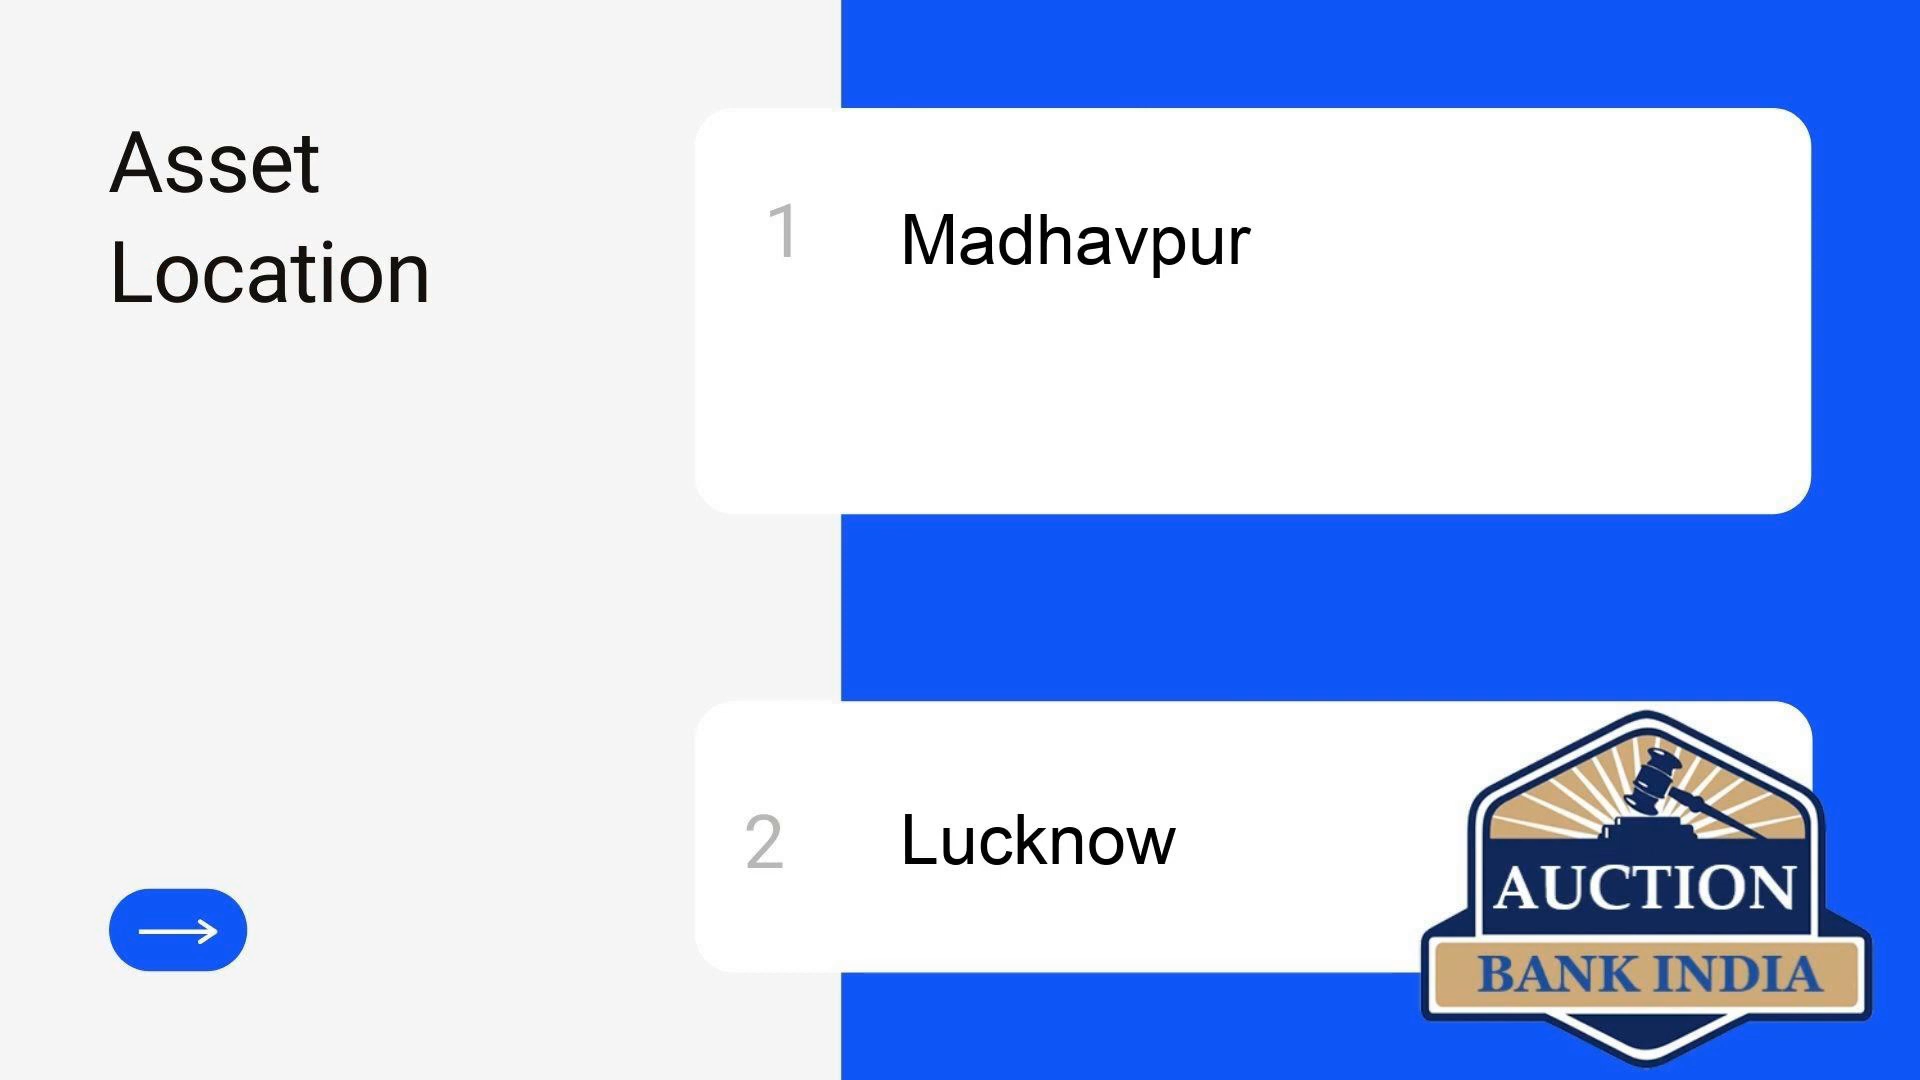 Asset
Location
1
Madhavpur
2
Lucknow
AUCTION
BANK INDIA